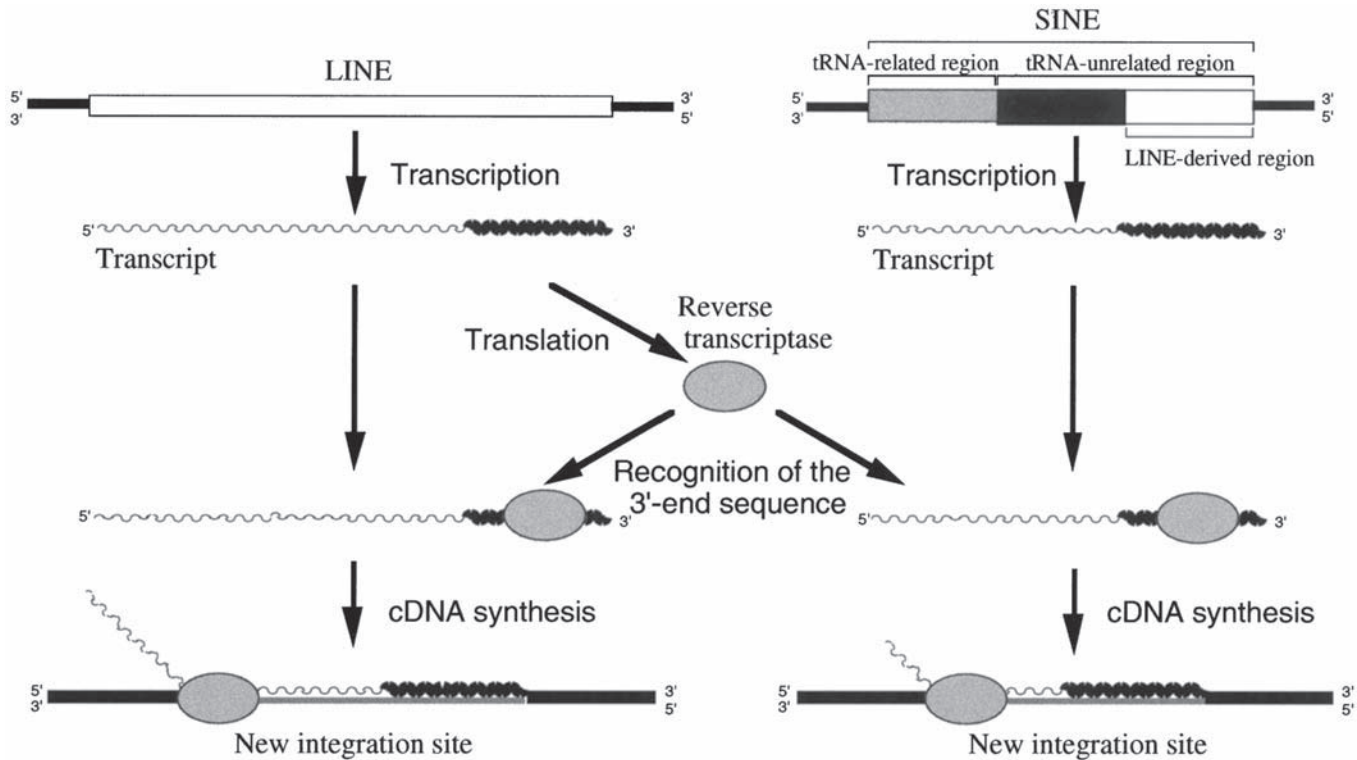 SINE
tRNA-related region tRNA-unrelated region
LINE
5' 3'
3' 5'
5' 3'
3' 5'
LINE-derived region
Transcription
Transcription
5' 3'
Transcript
5' 3'
Transcript
Reverse
transcriptase
Translation
Recognition of the
3'-end sequence
5' 3'
5' 3'
cDNA synthesis
cDNA synthesis
5' 3'
3' 5'
New integration site
5' 3'
3' 5'
New integration site